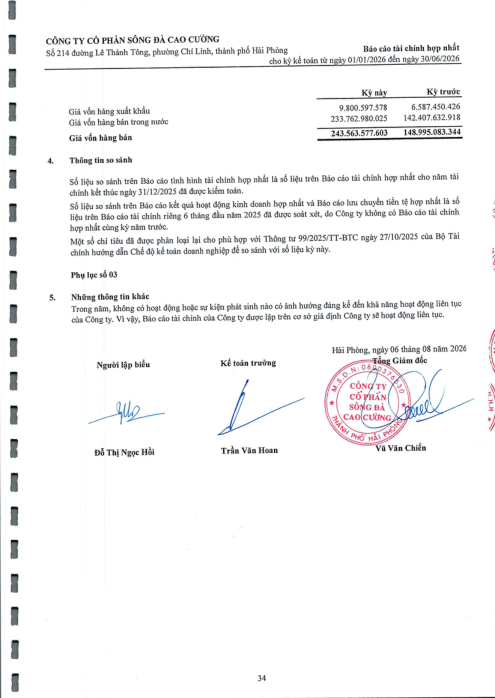 CÔNG TY CỔ PHẦN SÔNG ĐÀ CAO CƯỜNG
Số 214 đường Lê Thánh Tông, phường Chí Linh, thành phố Hải Phòng
Báo cáo tài chính hợp nhất
cho kỳ kế toán từ ngày 01/01/2026 đến ngày 30/06/2026
Kỳ này Kỳ trước
Giá vốn hàng xuất khẩu 9.800.597.578 6.587.450.426
Giá vốn hàng bán trong nước 233.762.980.025 142.407.632.918
Giá vốn hàng bán 243.563.577.603 148.995.083.344
4. Thông tin so sánh
Số liệu so sánh trên Báo cáo tình hình tài chính hợp nhất là số liệu trên Báo cáo tài chính hợp nhất cho năm tài
chính kết thúc ngày 31/12/2025 đã được kiểm toán.
Số liệu so sánh trên Báo cáo kết quả hoạt động kinh doanh hợp nhất và Báo cáo lưu chuyển tiền tệ hợp nhất là số
liệu trên Báo cáo tài chính riêng 6 tháng đầu năm 2025 đã được soát xét, do Công ty không có Báo cáo tài chính
hợp nhất cùng kỳ năm trước.
Một số chỉ tiêu đã được phân loại lại cho phù hợp với Thông tư 99/2025/TT-BTC ngày 27/10/2025 của Bộ Tài
chính hướng dẫn Chế độ kế toán doanh nghiệp để so sánh với số liệu kỳ này.
Phụ lục số 03
5. Những thông tin khác
Trong năm, không có hoạt động hoặc sự kiện phát sinh nào có ảnh hưởng đáng kể đến khả năng hoạt động liên tục
của Công ty. Vì vậy, Báo cáo tài chính của Công ty được lập trên cơ sở giả định Công ty sẽ hoạt động liên tục.
Hải Phòng, ngày 06 tháng 08 năm 2026
Người lập biểu Kế toán trưởng Tổng Giám đốc
CÔNG TY
CỔ PHẦN
SÔNG ĐÀ
CAO CƯỜNG
THÀNH PHỐ HẢI PHÒNG
Đỗ Thị Ngọc Hồi Trần Văn Hoan Vũ Văn Chiến
34